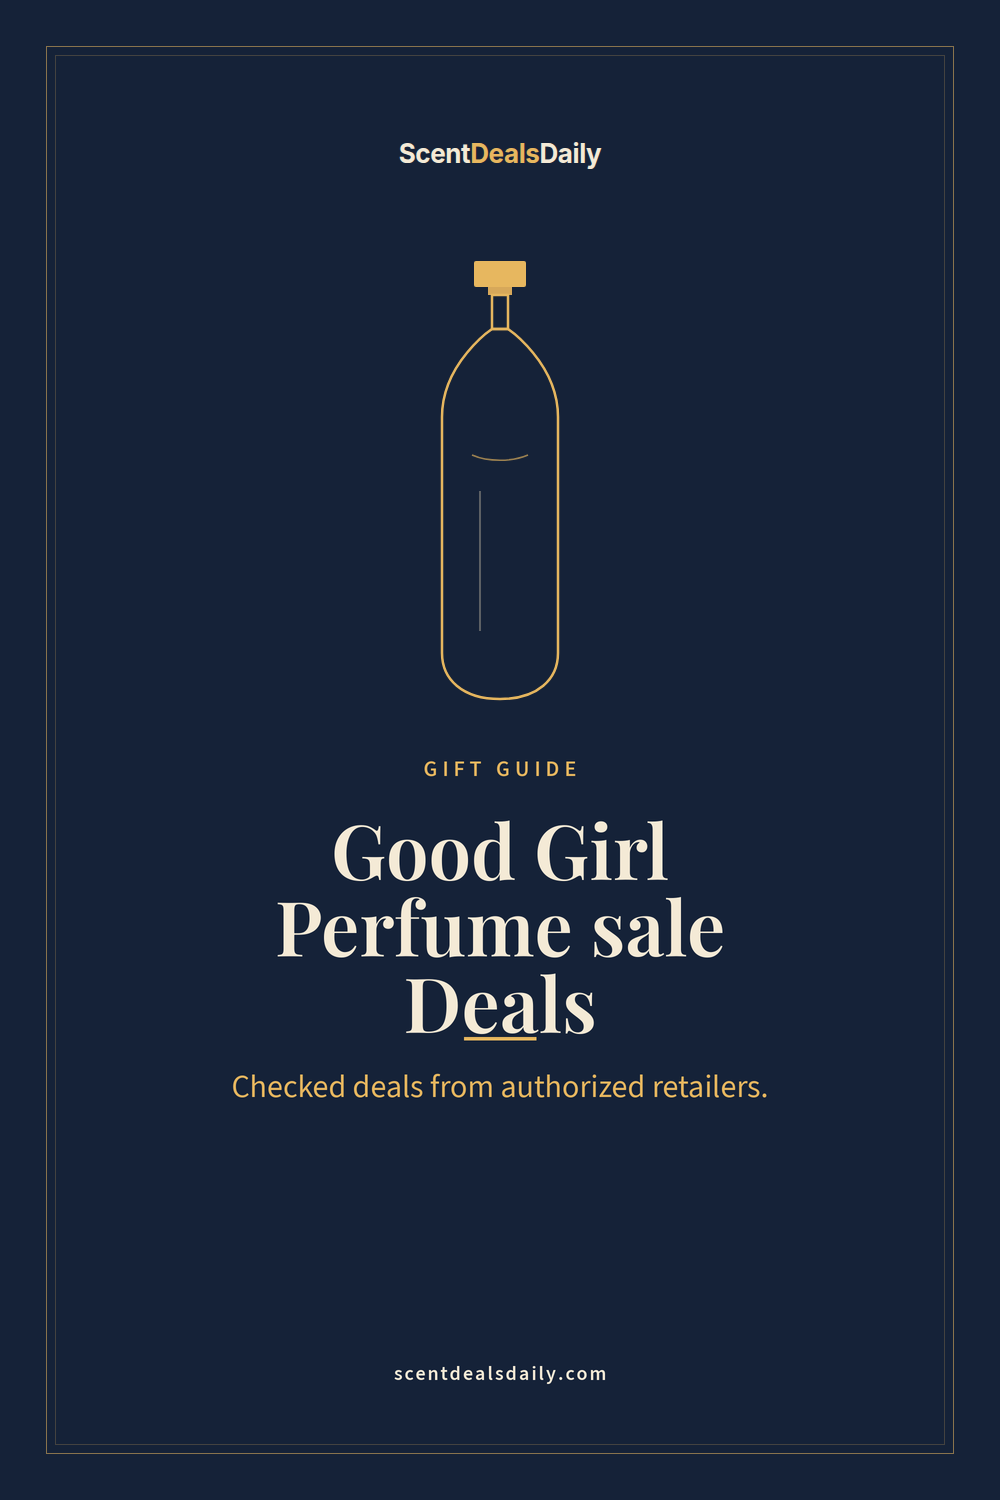 ScentDealsDaily
GIFT GUIDE
Good Girl
Perfume sale
Deals
Checked deals from authorized retailers.
scentdealsdaily.com